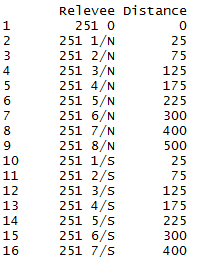 Relevee Distance
1 251 0 0
2 251 1/N 25
3 251 2/N 75
4 251 3/N 125
5 251 4/N 175
6 251 5/N 225
7 251 6/N 300
8 251 7/N 400
9 251 8/N 500
10 251 1/S 25
11 251 2/S 75
12 251 3/S 125
13 251 4/S 175
14 251 5/S 225
15 251 6/S 300
16 251 7/S 400